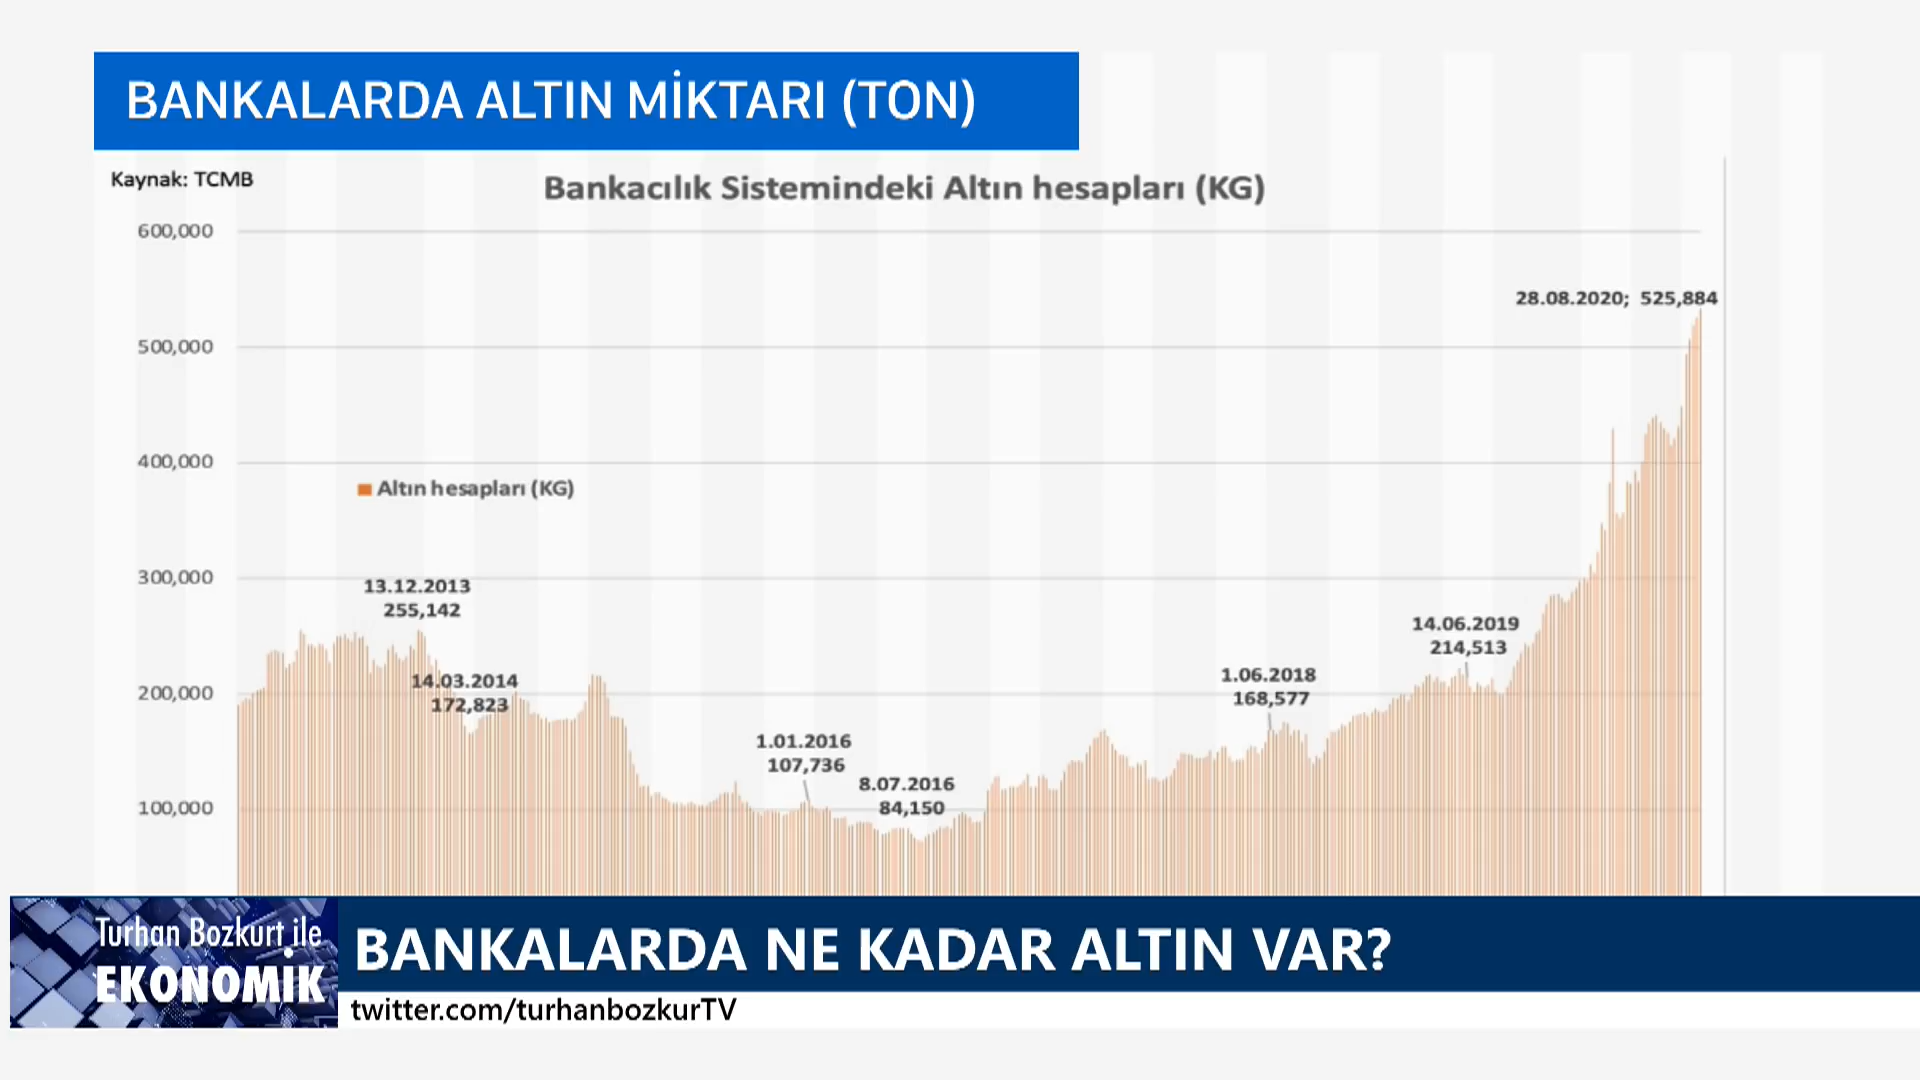 BANKALARDA ALTIN MİKTARI (TON)
Kaynak: TCMB
Bankacılık Sistemindeki Altın hesapları (KG)
600,000
28.08.2020; 525,884
500,000
400,000
Altın hesapları (KG)
300,000
13.12.2013
255,142
14.06.2019
214,513
14.03.2014
172,823
1.06.2018
168,577
200,000
1.01.2016
107,736
8.07.2016
84,150
100,000
Turhan Bozkurt ile
EKONOMİK
BANKALARDA NE KADAR ALTIN VAR?
twitter.com/turhanbozkurTV